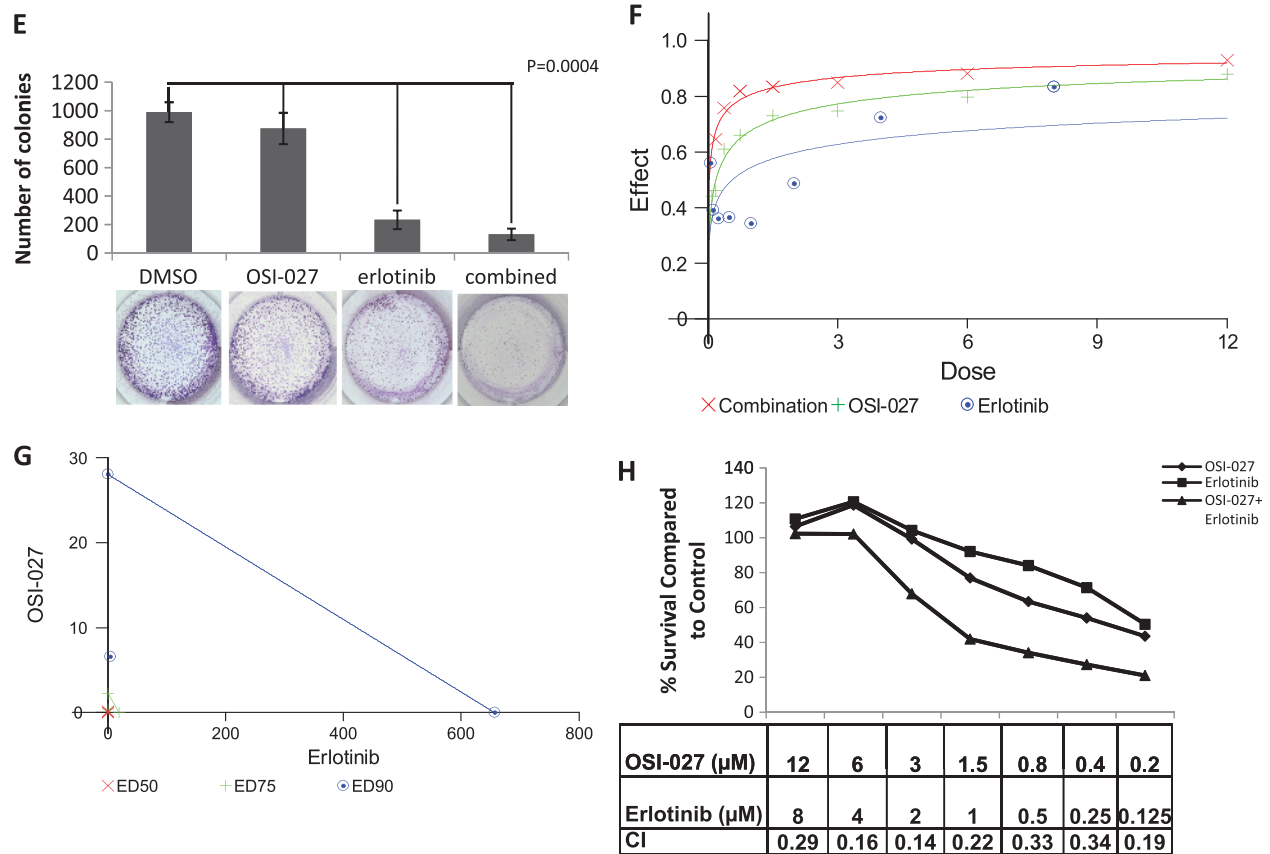 E
P=0.0004
Number of colonies
1200
1000
800
600
400
200
0
DMSO OSI-027 erlotinib combined
F
Effect
1.0
0.8
0.6
0.4
0.2
0
0 3 6 9 12
Dose
Combination OSI-027 Erlotinib
G
OSI-027
30
20
10
0
0 200 400 600 800
Erlotinib
ED50 ED75 ED90
H
% Survival Compared
to Control
140
120
100
80
60
40
20
0
OSI-027
Erlotinib
OSI-027+
Erlotinib
OSI-027 (µM) 12 6 3 1.5 0.8 0.4 0.2
Erlotinib (µM) 8 4 2 1 0.5 0.25 0.125
CI 0.29 0.16 0.14 0.22 0.33 0.34 0.19